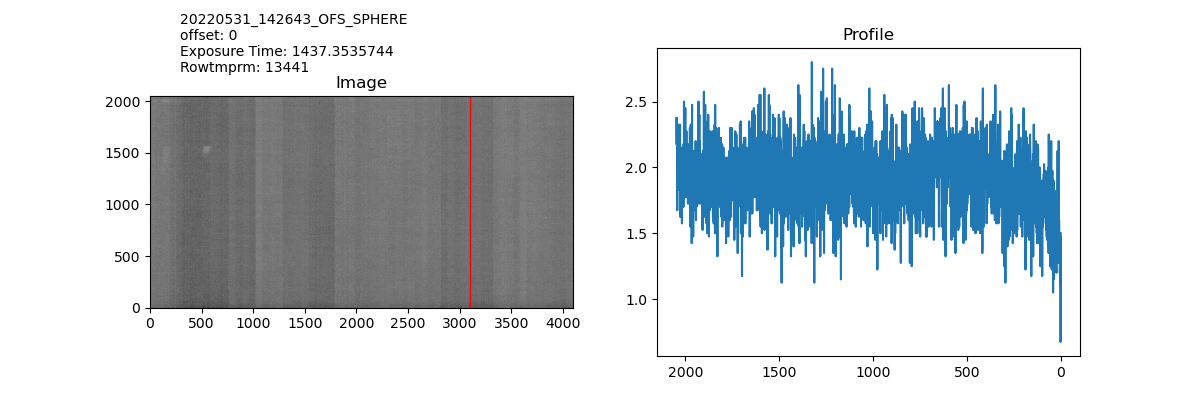 20220531_142643_OFS_SPHERE
offset: 0
Exposure Time: 1437.3535744
Rowtmprm: 13441
Image
2000
1500
1000
500
0
0 500 1000 1500 2000 2500 3000 3500 4000
Profile
2.5
2.0
1.5
1.0
2000 1500 1000 500 0